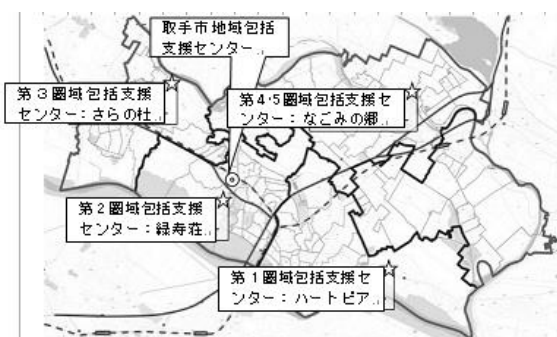 取手市地域包括
支援センター
第3圏域包括支援
センター:さらの杜
第4･5圏域包括支援セ
ンター:なごみの郷
第2圏域包括支援
センター:緑寿荘
第1圏域包括支援セ
ンター:ハートピア